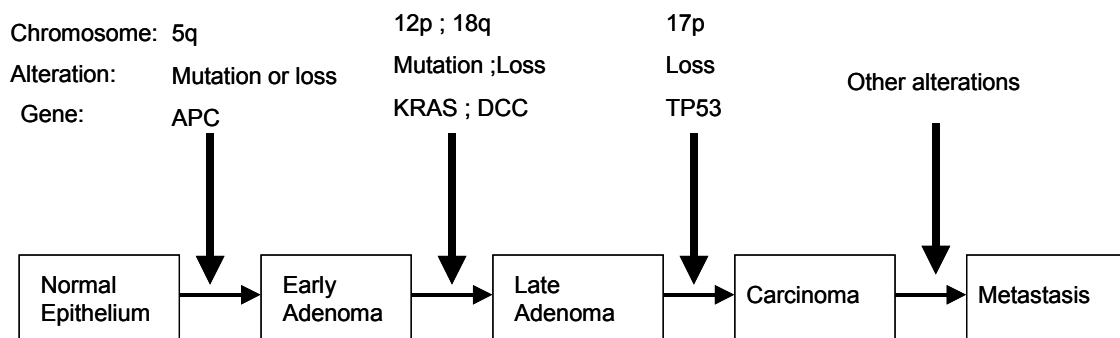 Chromosome: 5q
12p ; 18q
17p
Alteration: Mutation or loss
Mutation ;Loss
Loss
Gene: APC
KRAS ; DCC
TP53
Other alterations
Normal
Epithelium
Early
Adenoma
Late
Adenoma
Carcinoma
Metastasis